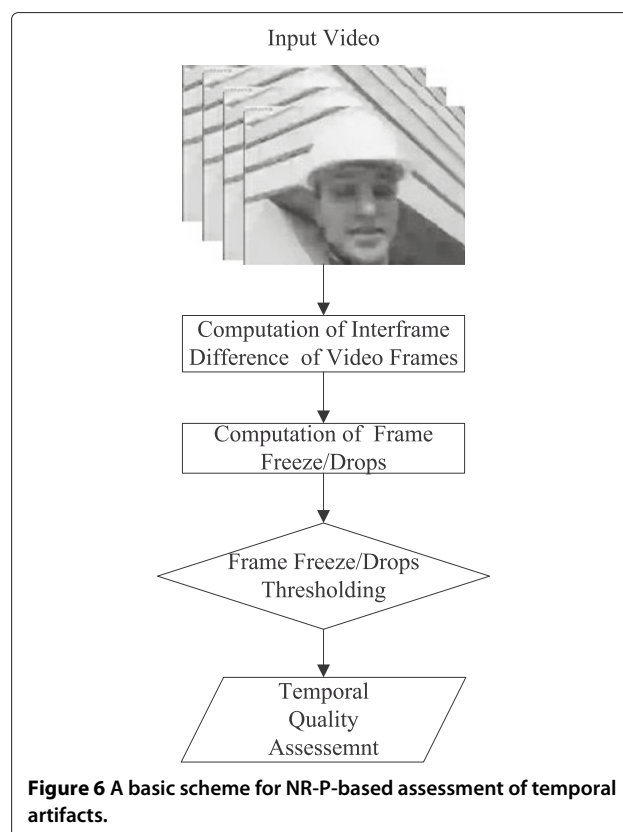 Input Video
Computation of Interframe
Difference of Video Frames
Computation of Frame
Freeze/Drops
Frame Freeze/Drops
Thresholding
Temporal
Quality
Assessemnt
Figure 6 A basic scheme for NR-P-based assessment of temporal
artifacts.